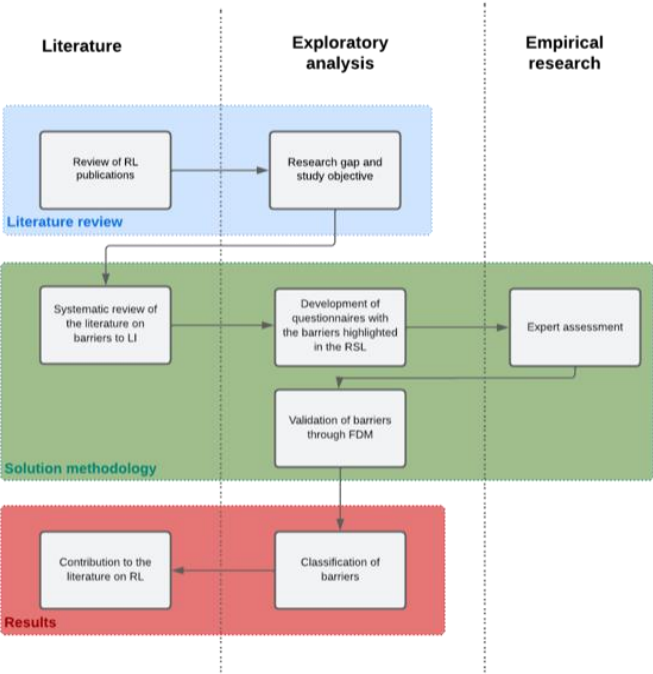 Literature
Exploratory
analysis
Empirical
research
Review of RL
publications
Research gap and
study objective
Literature review
Systematic review of
the literature on
barriers to LI
Development of
questionnaires with
the barriers highlighted
in the RSL
Expert assessment
Validation of barriers
through FDM
Solution methodology
Contribution to the
literature on RL
Classification of
barriers
Results